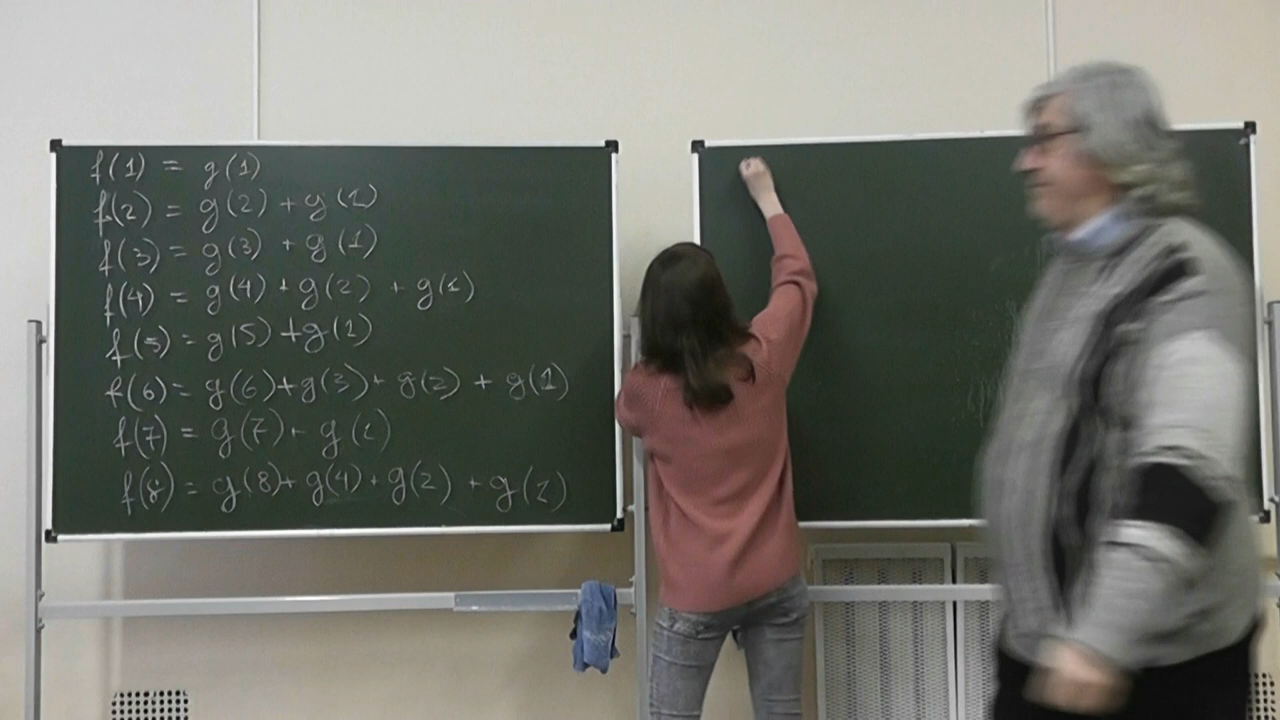 f(1) = g(1)
f(2) = g(2) + g(1)
f(3) = g(3) + g(1)
f(4) = g(4) + g(2) + g(1)
f(5) = g(5) + g(1)
f(6) = g(6) + g(3) + g(2) + g(1)
f(7) = g(7) + g(1)
f(8) = g(8) + g(4) + g(2) + g(1)